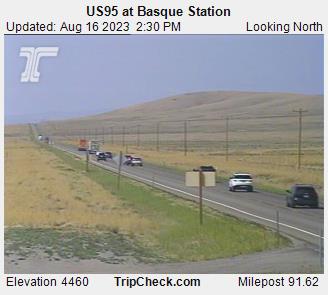 US95 at Basque Station
Updated: Aug 16 2023 2:30 PM Looking North
Elevation 4460 TripCheck.com Milepost 91.62